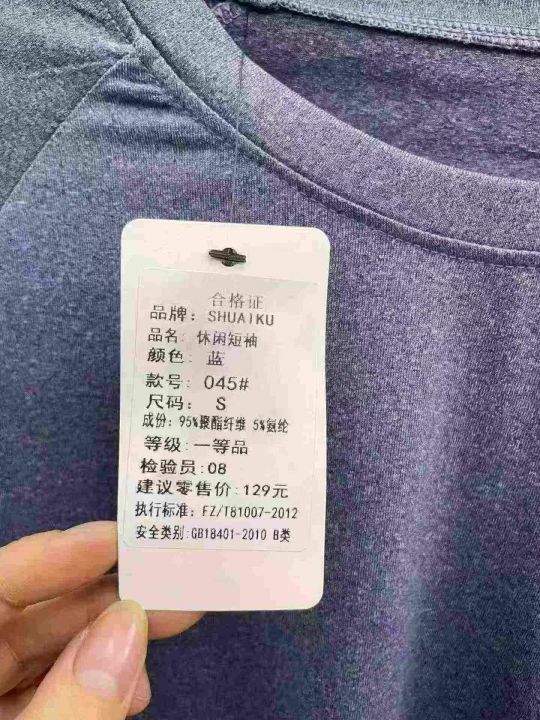 合格证
品牌: SHUAIKU
品名: 休闲短袖
颜色: 蓝
款号: 045#
尺码: S
成份: 95%聚酯纤维 5%氨纶
等级: 一等品
检验员: 08
建议零售价: 129元
执行标准: FZ/T81007-2012
安全类别: GB18401-2010 B类